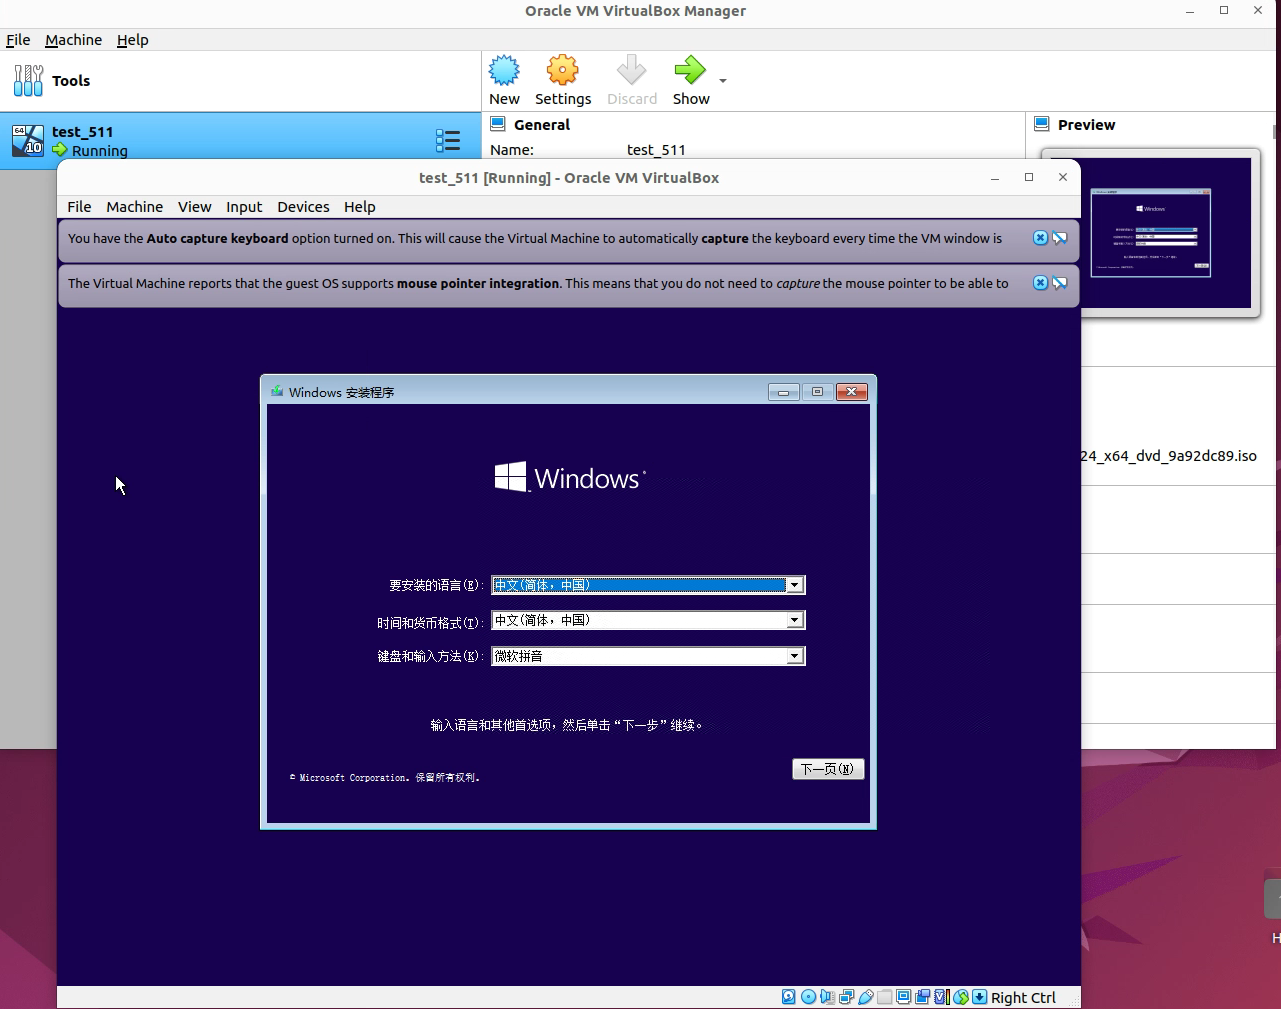 Oracle VM VirtualBox Manager
File Machine Help
Tools
New Settings Discard Show
64
10
test_511
Running
General
Name: test_511
Preview
test_511 [Running] - Oracle VM VirtualBox
File Machine View Input Devices Help
You have the Auto capture keyboard option turned on. This will cause the Virtual Machine to automatically capture the keyboard every time the VM window is
The Virtual Machine reports that the guest OS supports mouse pointer integration. This means that you do not need to capture the mouse pointer to be able to
Windows 安装程序
Windows
要安装的语言(E): 中文(简体，中国)
时间和货币格式(T): 中文(简体，中国)
键盘和输入方法(K): 微软拼音
输入语言和其他首选项，然后单击“下一步”继续。
© Microsoft Corporation。保留所有权利。
下一页(N)
24_x64_dvd_9a92dc89.iso
H
Right Ctrl